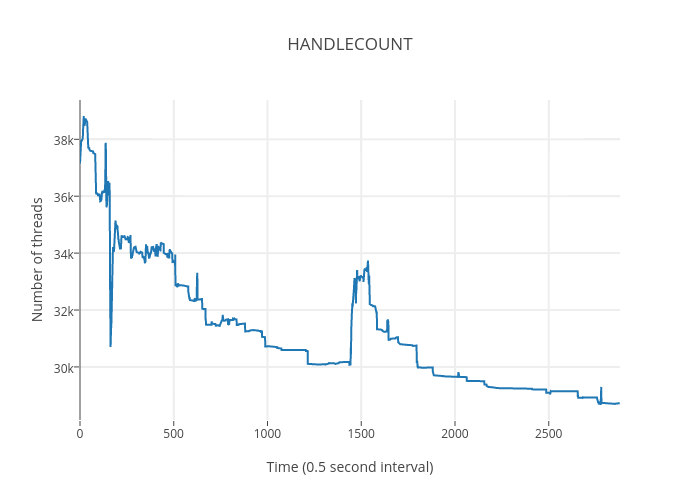 HANDLECOUNT
Number of threads
38k
36k
34k
32k
30k
0
500
1000
1500
2000
2500
Time (0.5 second interval)